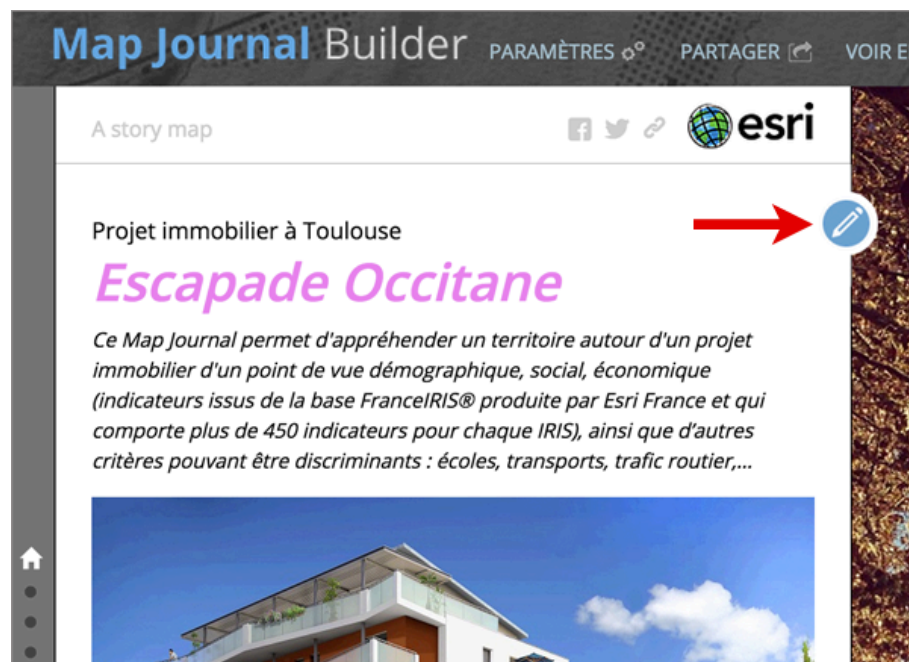 Map Journal Builder PARAMÈTRES PARTAGER VOIR E
A story map
esri
Projet immobilier à Toulouse
Escapade Occitane
Ce Map Journal permet d'appréhender un territoire autour d'un projet
immobilier d'un point de vue démographique, social, économique
(indicateurs issus de la base FranceIRIS® produite par Esri France et qui
comporte plus de 450 indicateurs pour chaque IRIS), ainsi que d’autres
critères pouvant être discriminants : écoles, transports, trafic routier,...